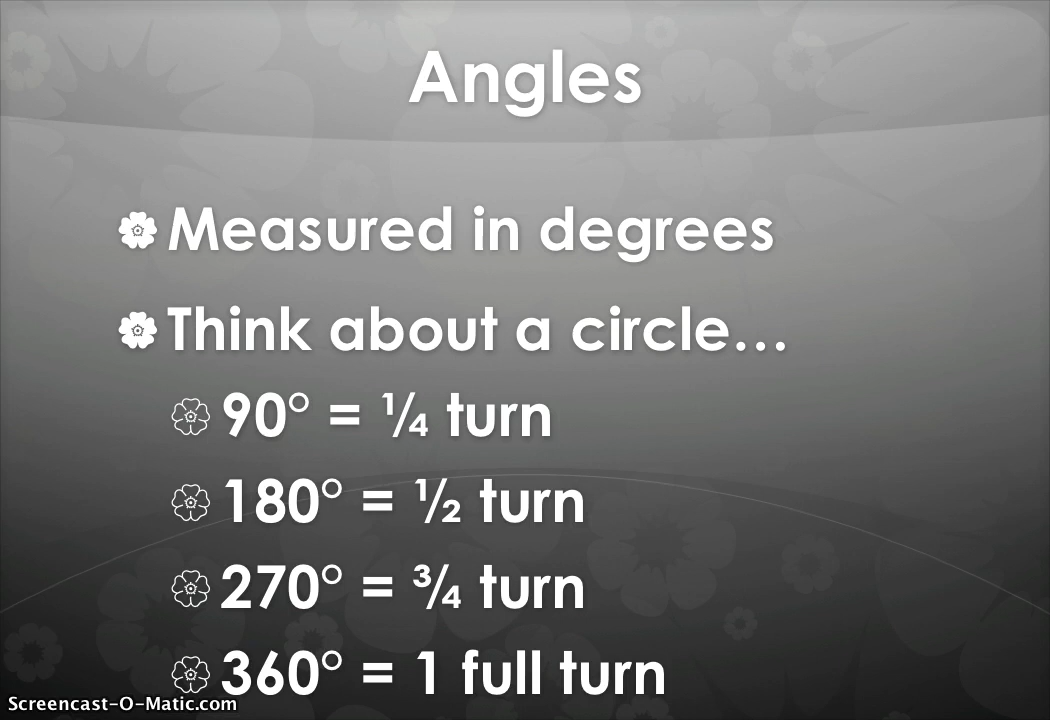 Angles
Measured in degrees
Think about a circle…
90° = ¼ turn
180° = ½ turn
270° = ¾ turn
360° = 1 full turn
Screencast-O-Matic.com